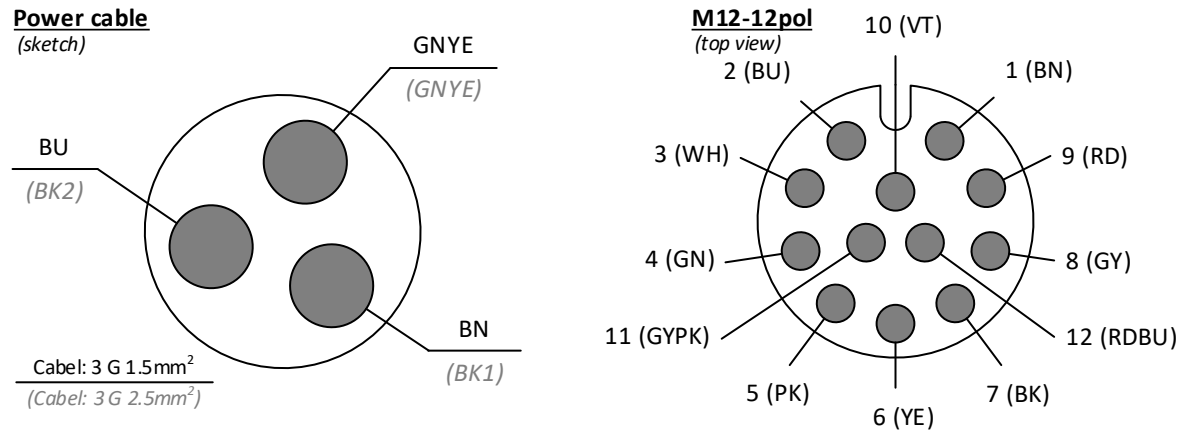 Power cable
(sketch)
GNYE
(GNYE)
BU
(BK2)
BN
(BK1)
Cabel: 3 G 1.5mm²
(Cabel: 3 G 2.5mm²)
M12-12pol
(top view)
10 (VT)
2 (BU)
1 (BN)
3 (WH)
9 (RD)
4 (GN)
8 (GY)
11 (GYPK)
12 (RDBU)
5 (PK)
7 (BK)
6 (YE)